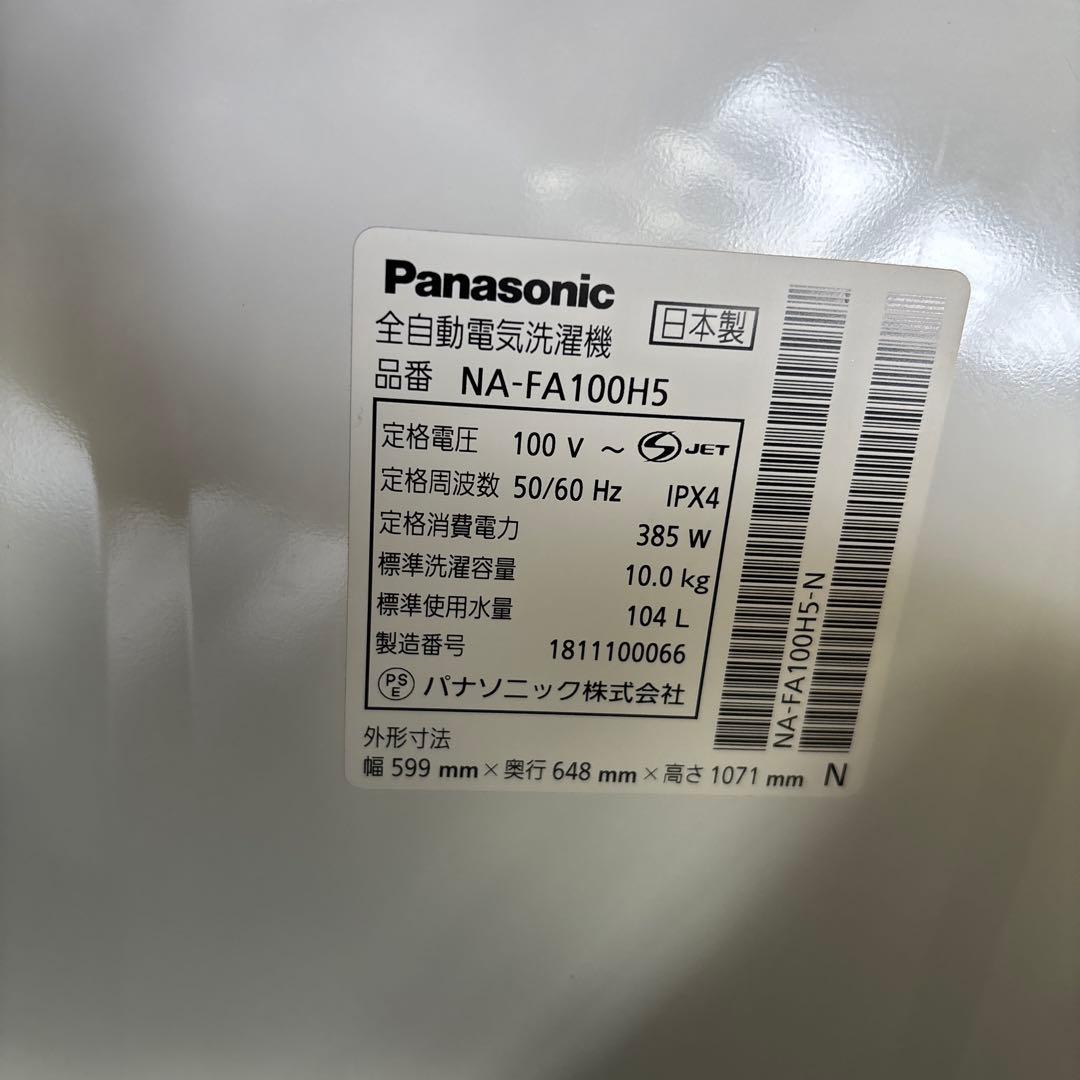 Panasonic
全自動電気洗濯機
日本製
品番 NA-FA100H5
定格電圧 100 V ~ JET
定格周波数 50/60 Hz IPX4
定格消費電力 385 W
標準洗濯容量 10.0 kg
標準使用水量 104 L
製造番号 1811100066
PSE パナソニック株式会社
外形寸法
幅 599 mm × 奥行 648 mm × 高さ 1071 mm N
NA-FA100H5-N